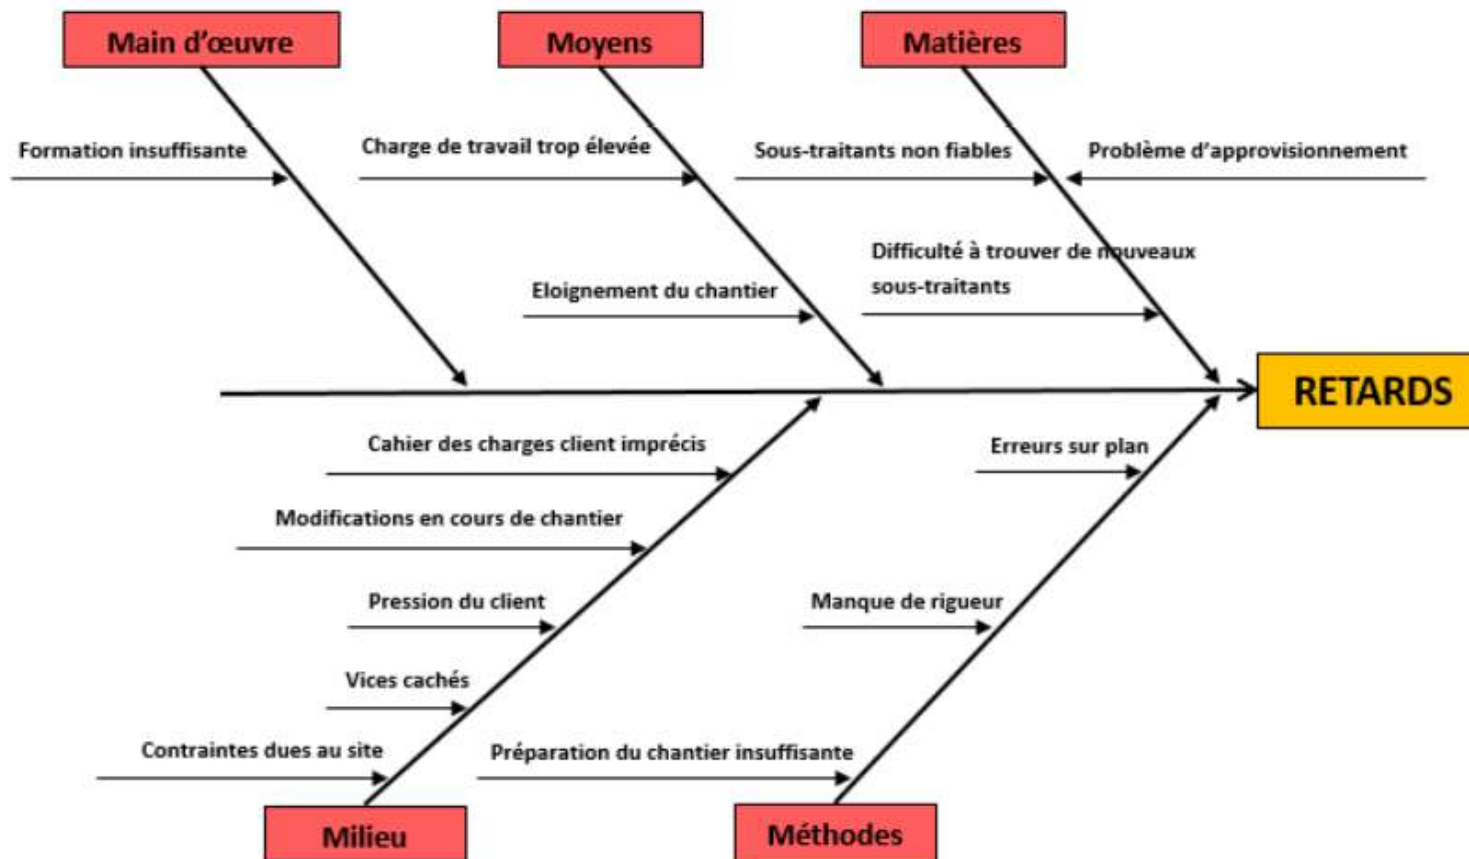 Main d'œuvre
Moyens
Matières
Formation insuffisante
Charge de travail trop élevée
Sous-traitants non fiables
Problème d'approvisionnement
Difficulté à trouver de nouveaux
sous-traitants
Eloignement du chantier
RETARDS
Cahier des charges client imprécis
Erreurs sur plan
Modifications en cours de chantier
Pression du client
Manque de rigueur
Vices cachés
Contraintes dues au site
Préparation du chantier insuffisante
Milieu
Méthodes